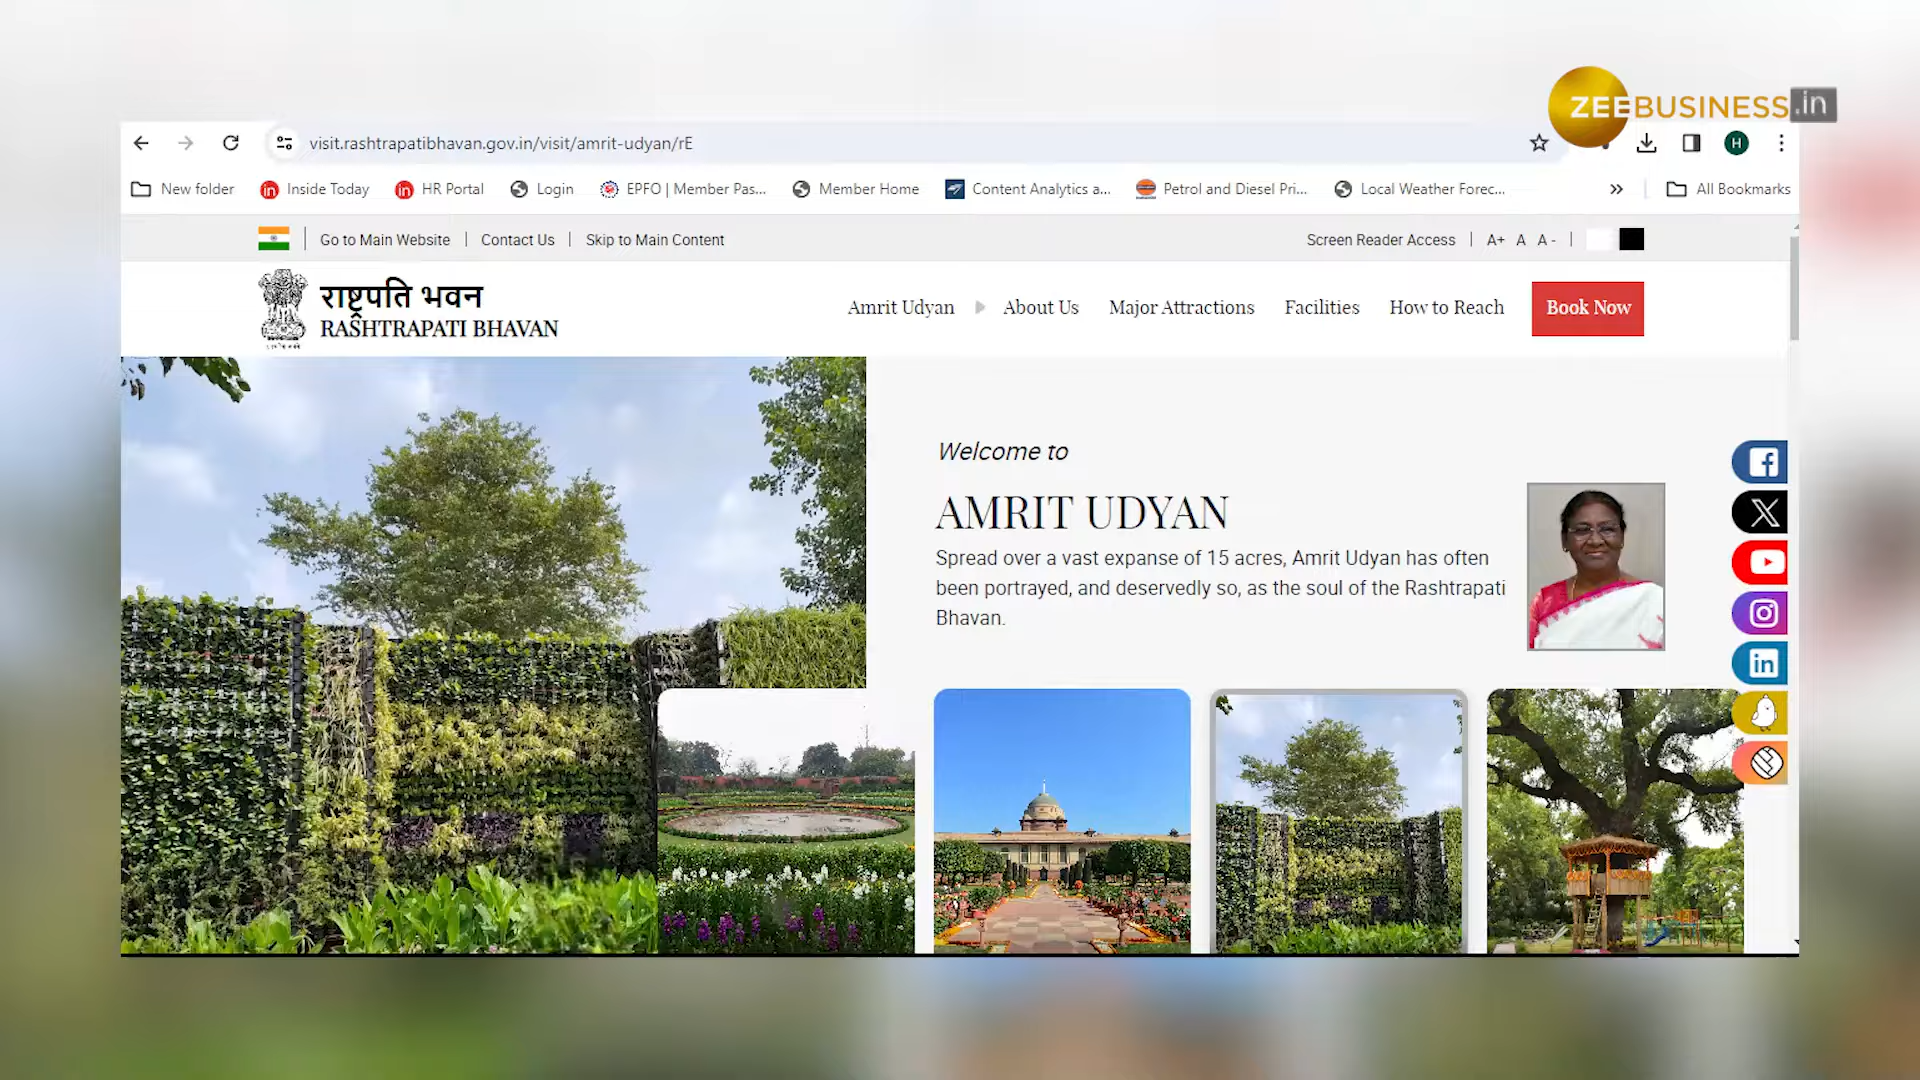 ZEEBUSINESS.in
visit.rashtrapatibhavan.gov.in/visit/amrit-udyan/rE
H
New folder
Inside Today
HR Portal
Login
EPFO | Member Pas...
Member Home
Content Analytics a...
Petrol and Diesel Pri...
Local Weather Forec...
»
All Bookmarks
Go to Main Website | Contact Us | Skip to Main Content
Screen Reader Access | A+ A A - |
राष्ट्रपति भवन
RASHTRAPATI BHAVAN
Amrit Udyan
About Us
Major Attractions
Facilities
How to Reach
Book Now
Welcome to
AMRIT UDYAN
Spread over a vast expanse of 15 acres, Amrit Udyan has often
been portrayed, and deservedly so, as the soul of the Rashtrapati
Bhavan.